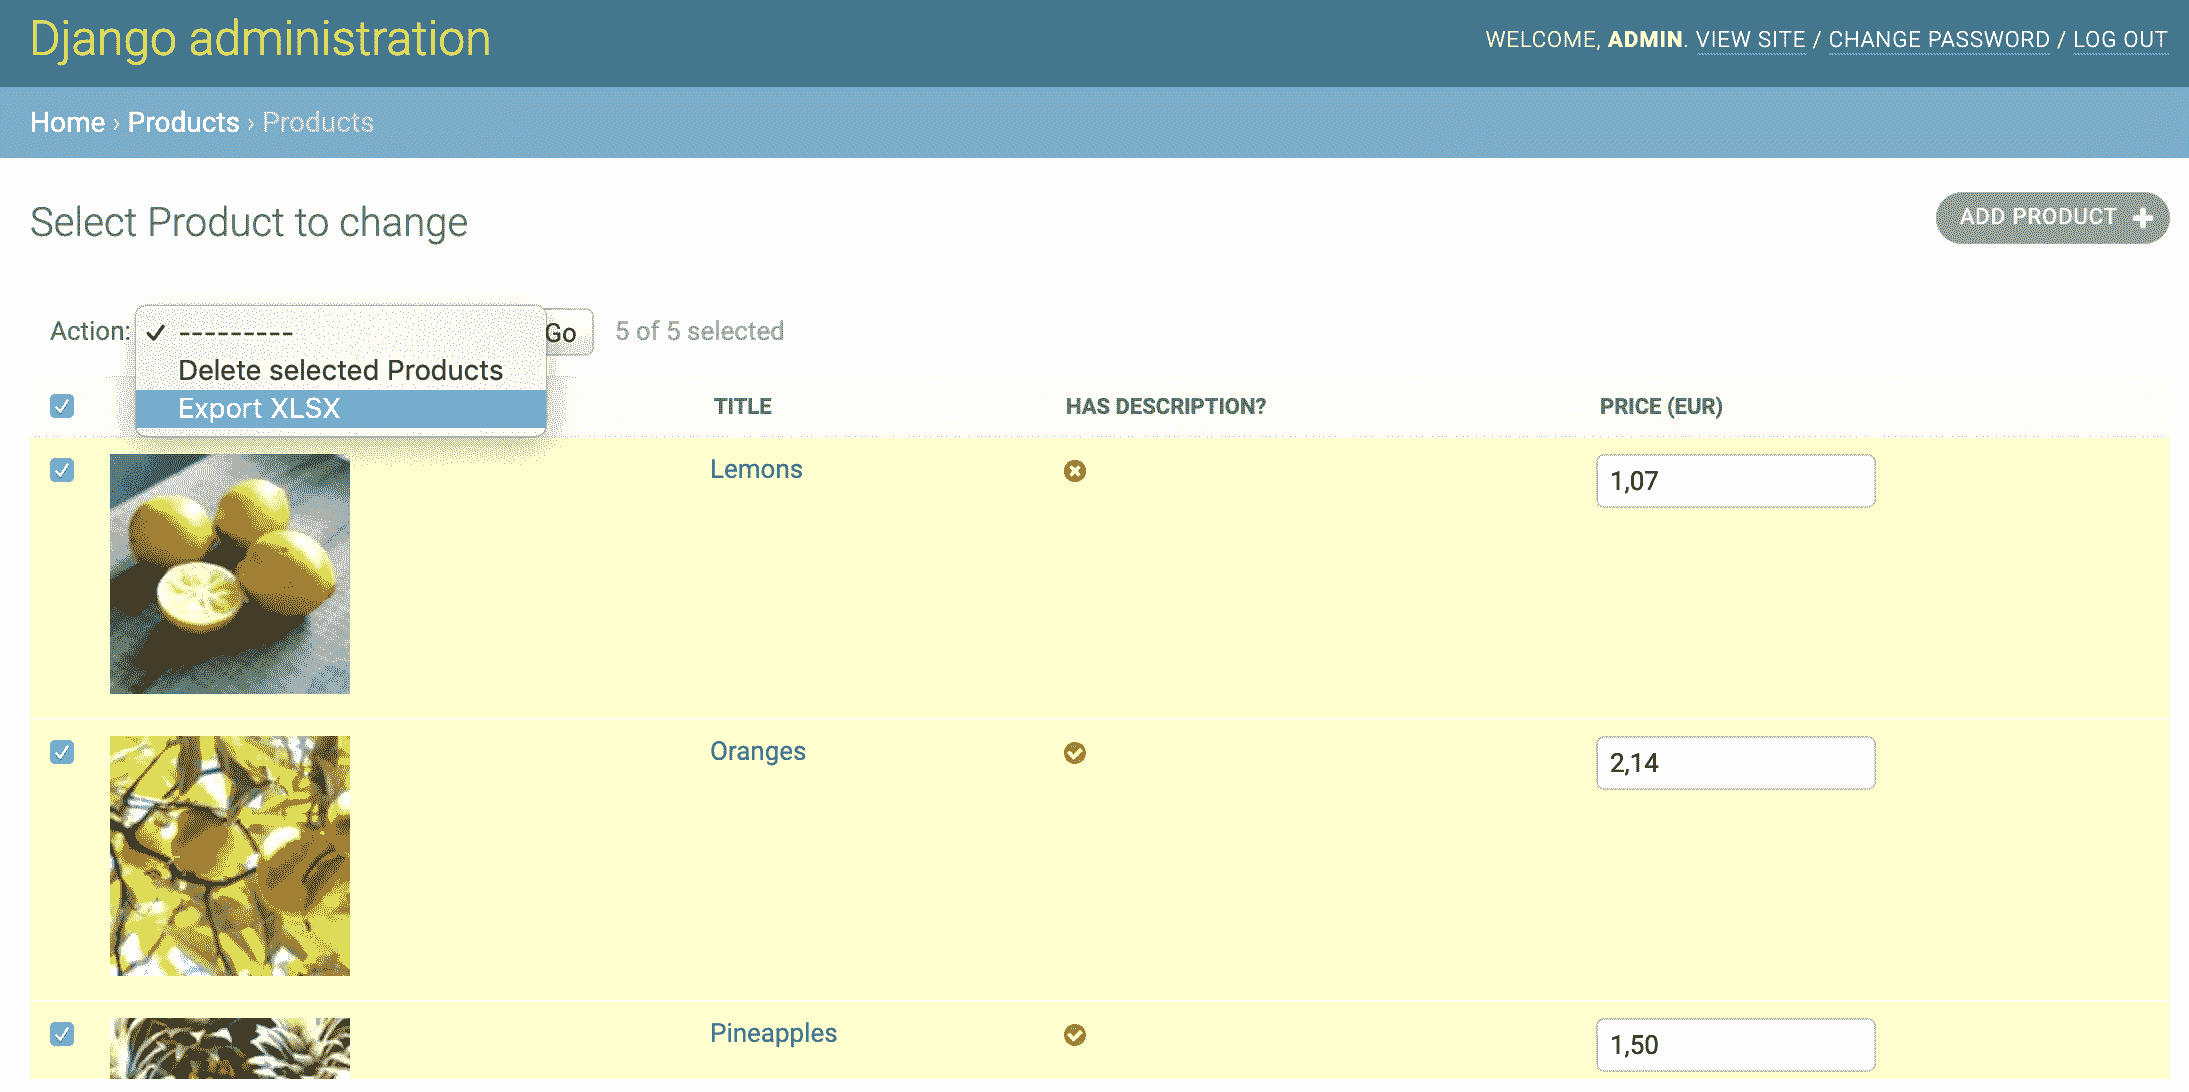 Django administration
WELCOME, ADMIN. VIEW SITE / CHANGE PASSWORD / LOG OUT
Home › Products › Products
Select Product to change
ADD PRODUCT
Action: --------- Go 5 of 5 selected
Delete selected Products
Export XLSX
TITLE HAS DESCRIPTION? PRICE (EUR)
Lemons 1,07
Oranges 2,14
Pineapples 1,50